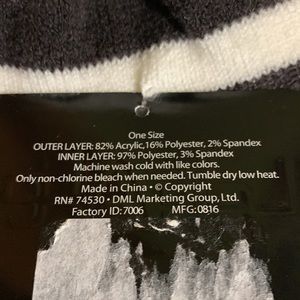 One Size
OUTER LAYER: 82% Acrylic,16% Polyester, 2% Spandex
INNER LAYER: 97% Polyester, 3% Spandex
Machine wash cold with like colors.
Only non-chlorine bleach when needed. Tumble dry low heat.
Made in China • © Copyright
RN# 74530 • DML Marketing Group, Ltd.
Factory ID: 7006 MFG:0816